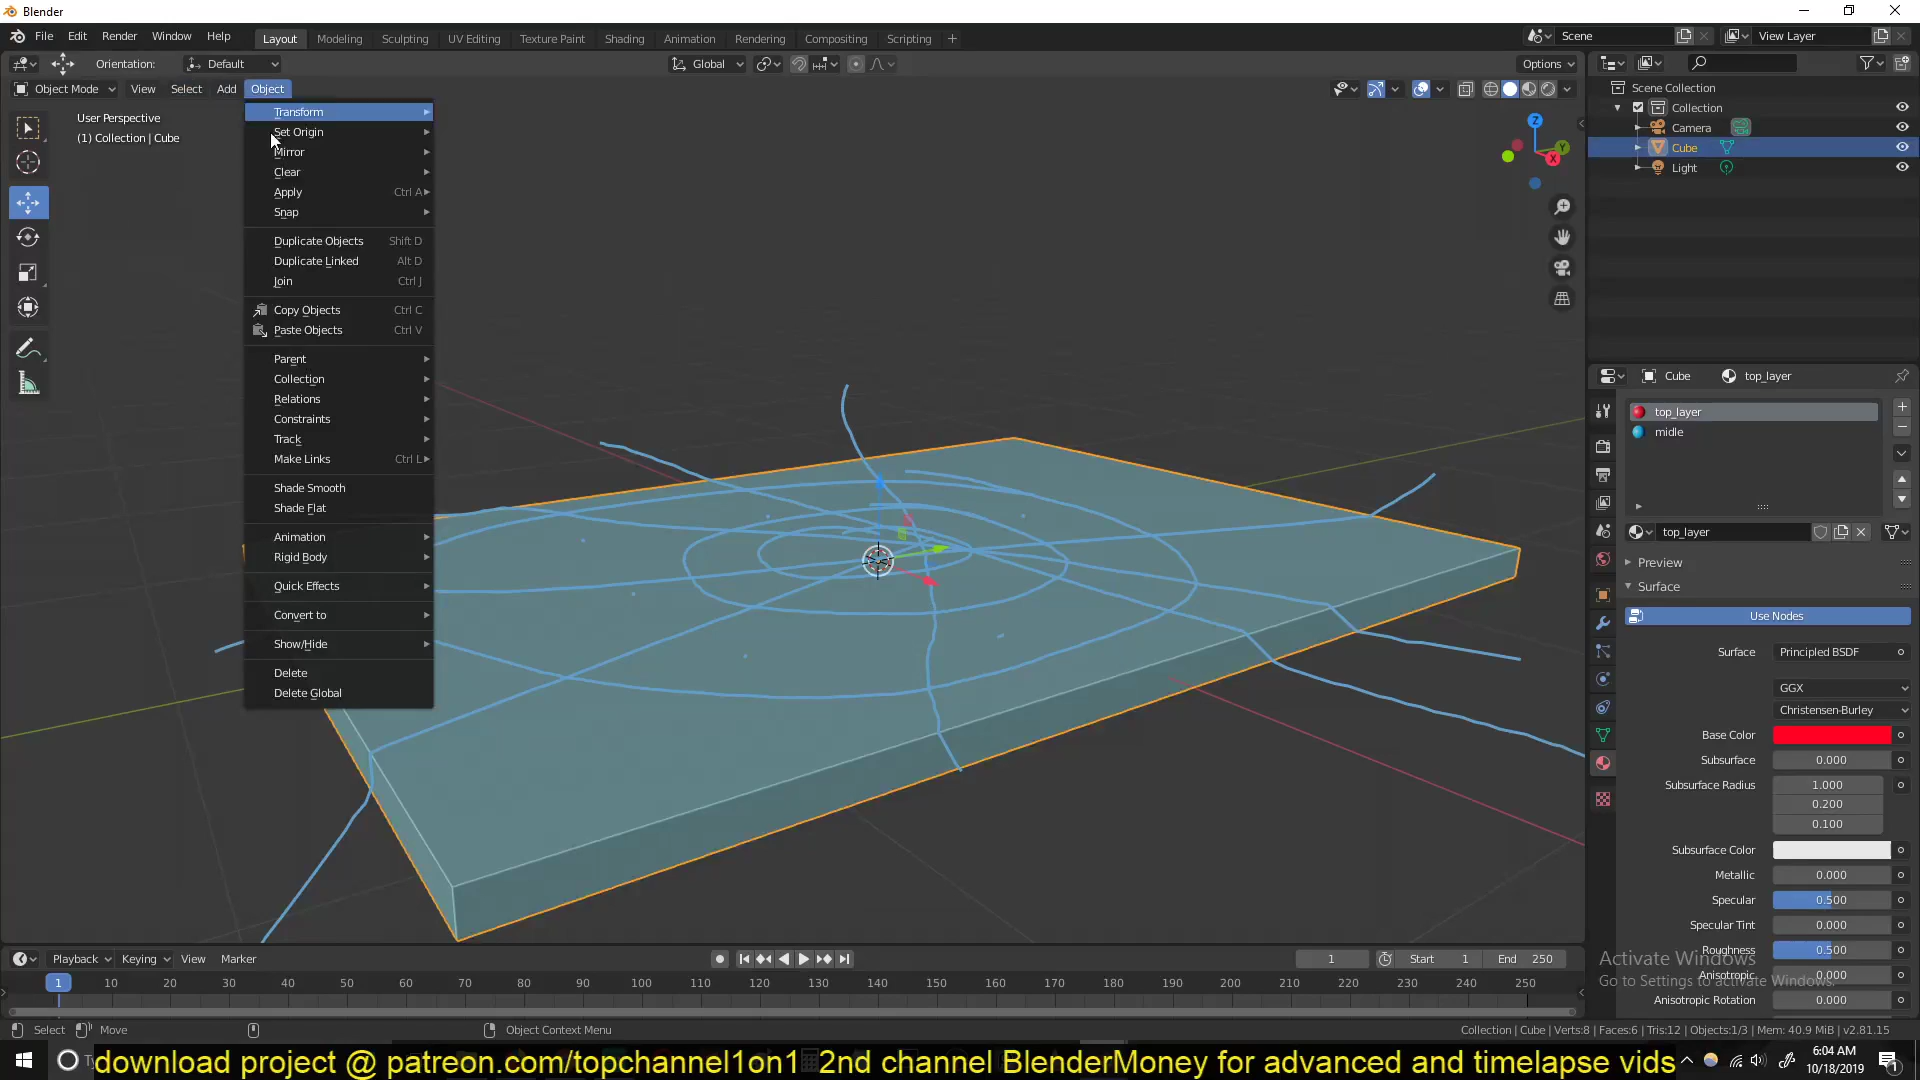 Blender
File Edit Render Window Help
Layout Modeling Sculpting UV Editing Texture Paint Shading Animation Rendering Compositing Scripting +
Scene
View Layer
Orientation: Default
Global
Options
Object Mode View Select Add Object
User Perspective
(1) Collection | Cube
Transform
Set Origin
Mirror
Clear
Apply Ctrl A
Snap
Duplicate Objects Shift D
Duplicate Linked Alt D
Join Ctrl J
Copy Objects Ctrl C
Paste Objects Ctrl V
Parent
Collection
Relations
Constraints
Track
Make Links Ctrl L
Shade Smooth
Shade Flat
Animation
Rigid Body
Quick Effects
Convert to
Show/Hide
Delete
Delete Global
Z
Y
X
Scene Collection
Collection
Camera
Cube
Light
Cube top_layer
top_layer
midle
top_layer
Preview
Surface
Use Nodes
Surface Principled BSDF
GGX
Christensen-Burley
Base Color
Subsurface 0.000
Subsurface Radius 1.000
0.200
0.100
Subsurface Color
Metallic 0.000
Specular 0.500
Specular Tint 0.000
Roughness 0.500
Anisotropic 0.000
Anisotropic Rotation 0.000
Activate Windows
Go to Settings to activate Windows.
Playback Keying View Marker
1 Start 1 End 250
1 10 20 30 40 50 60 70 80 90 100 110 120 130 140 150 160 170 180 190 200 210 220 230 240 250
Select Move Object Context Menu
Collection | Cube | Verts:8 | Faces:6 | Tris:12 | Objects:1/3 | Mem: 40.9 MiB | v2.81.15
download project @ patreon.com/topchannel1on1 2nd channel BlenderMoney for advanced and timelapse vids
6:04 AM
10/18/2019